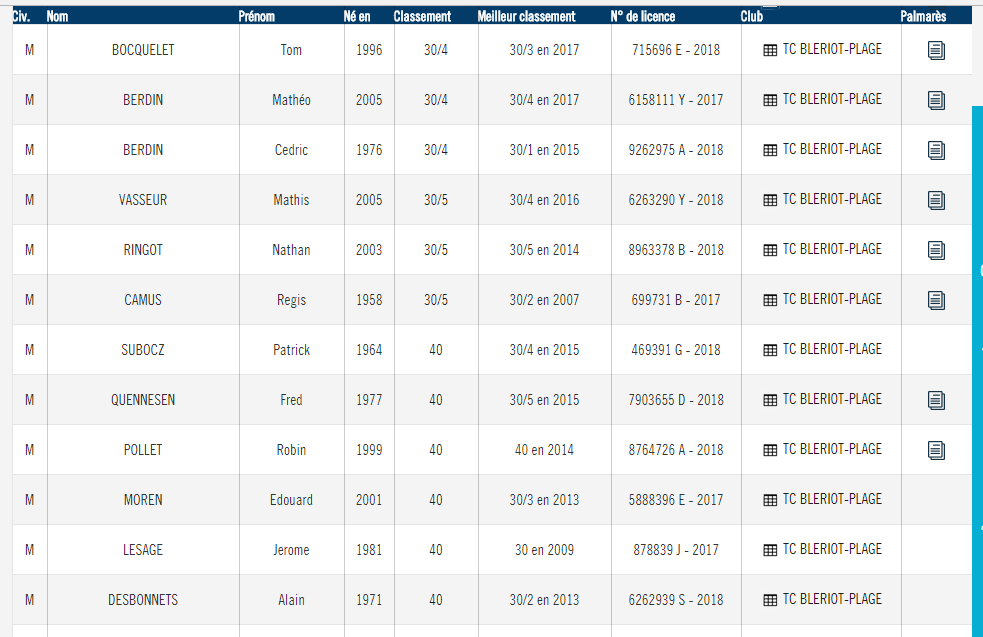 Civ. Nom Prénom Né en Classement Meilleur classement N° de licence Club Palmarès
M BOCQUELET Tom 1996 30/4 30/3 en 2017 715696 E - 2018 TC BLERIOT-PLAGE
M BERDIN Mathéo 2005 30/4 30/4 en 2017 6158111 Y - 2017 TC BLERIOT-PLAGE
M BERDIN Cedric 1976 30/4 30/1 en 2015 9262975 A - 2018 TC BLERIOT-PLAGE
M VASSEUR Mathis 2005 30/5 30/4 en 2016 6263290 Y - 2018 TC BLERIOT-PLAGE
M RINGOT Nathan 2003 30/5 30/5 en 2014 8963378 B - 2018 TC BLERIOT-PLAGE
M CAMUS Regis 1958 30/5 30/2 en 2007 699731 B - 2017 TC BLERIOT-PLAGE
M SUBOCZ Patrick 1964 40 30/4 en 2015 469391 G - 2018 TC BLERIOT-PLAGE
M QUENNESEN Fred 1977 40 30/5 en 2015 7903655 D - 2018 TC BLERIOT-PLAGE
M POLLET Robin 1999 40 40 en 2014 8764726 A - 2018 TC BLERIOT-PLAGE
M MOREN Edouard 2001 40 30/3 en 2013 5888396 E - 2017 TC BLERIOT-PLAGE
M LESAGE Jerome 1981 40 30 en 2009 878839 J - 2017 TC BLERIOT-PLAGE
M DESBONNETS Alain 1971 40 30/2 en 2013 6262939 S - 2018 TC BLERIOT-PLAGE